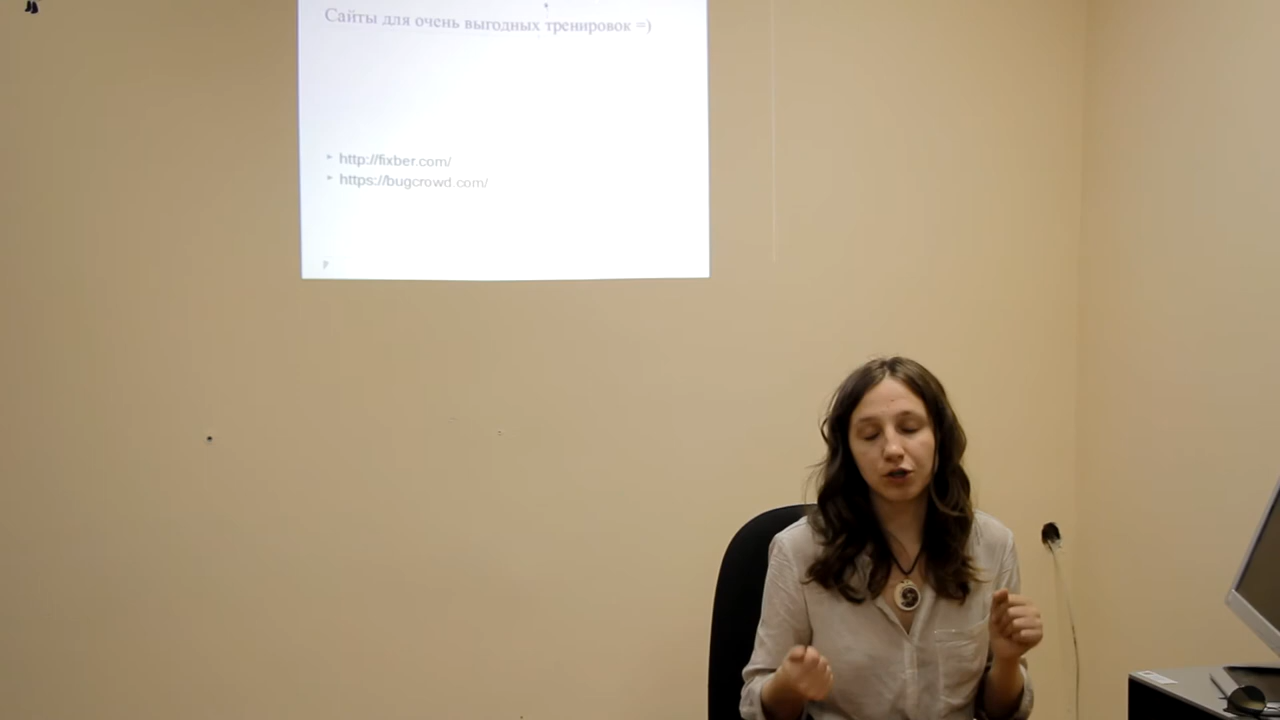 Сайты для очень выгодных тренировок =)
http://fixber.com/
https://bugcrowd.com/